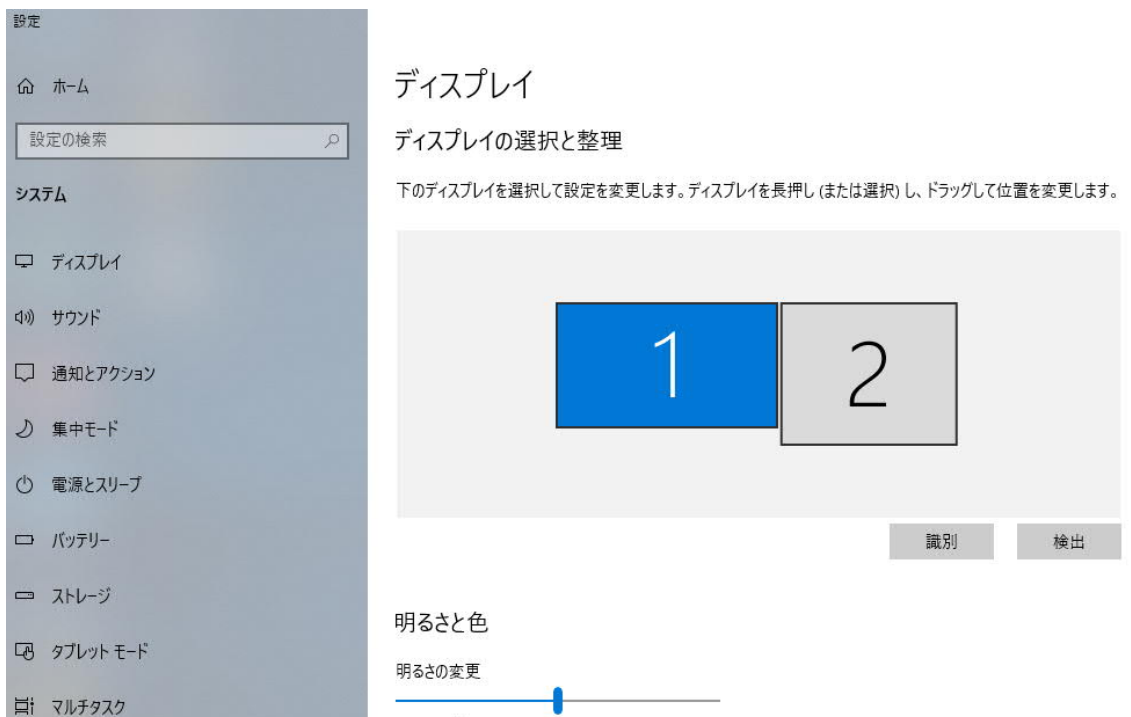 設定
ホーム
設定の検索
システム
ディスプレイ
サウンド
通知とアクション
集中モード
電源とスリープ
バッテリー
ストレージ
タブレット モード
マルチタスク
ディスプレイ
ディスプレイの選択と整理
下のディスプレイを選択して設定を変更します。ディスプレイを長押し (または選択) し、ドラッグして位置を変更します。
1
2
識別
検出
明るさと色
明るさの変更